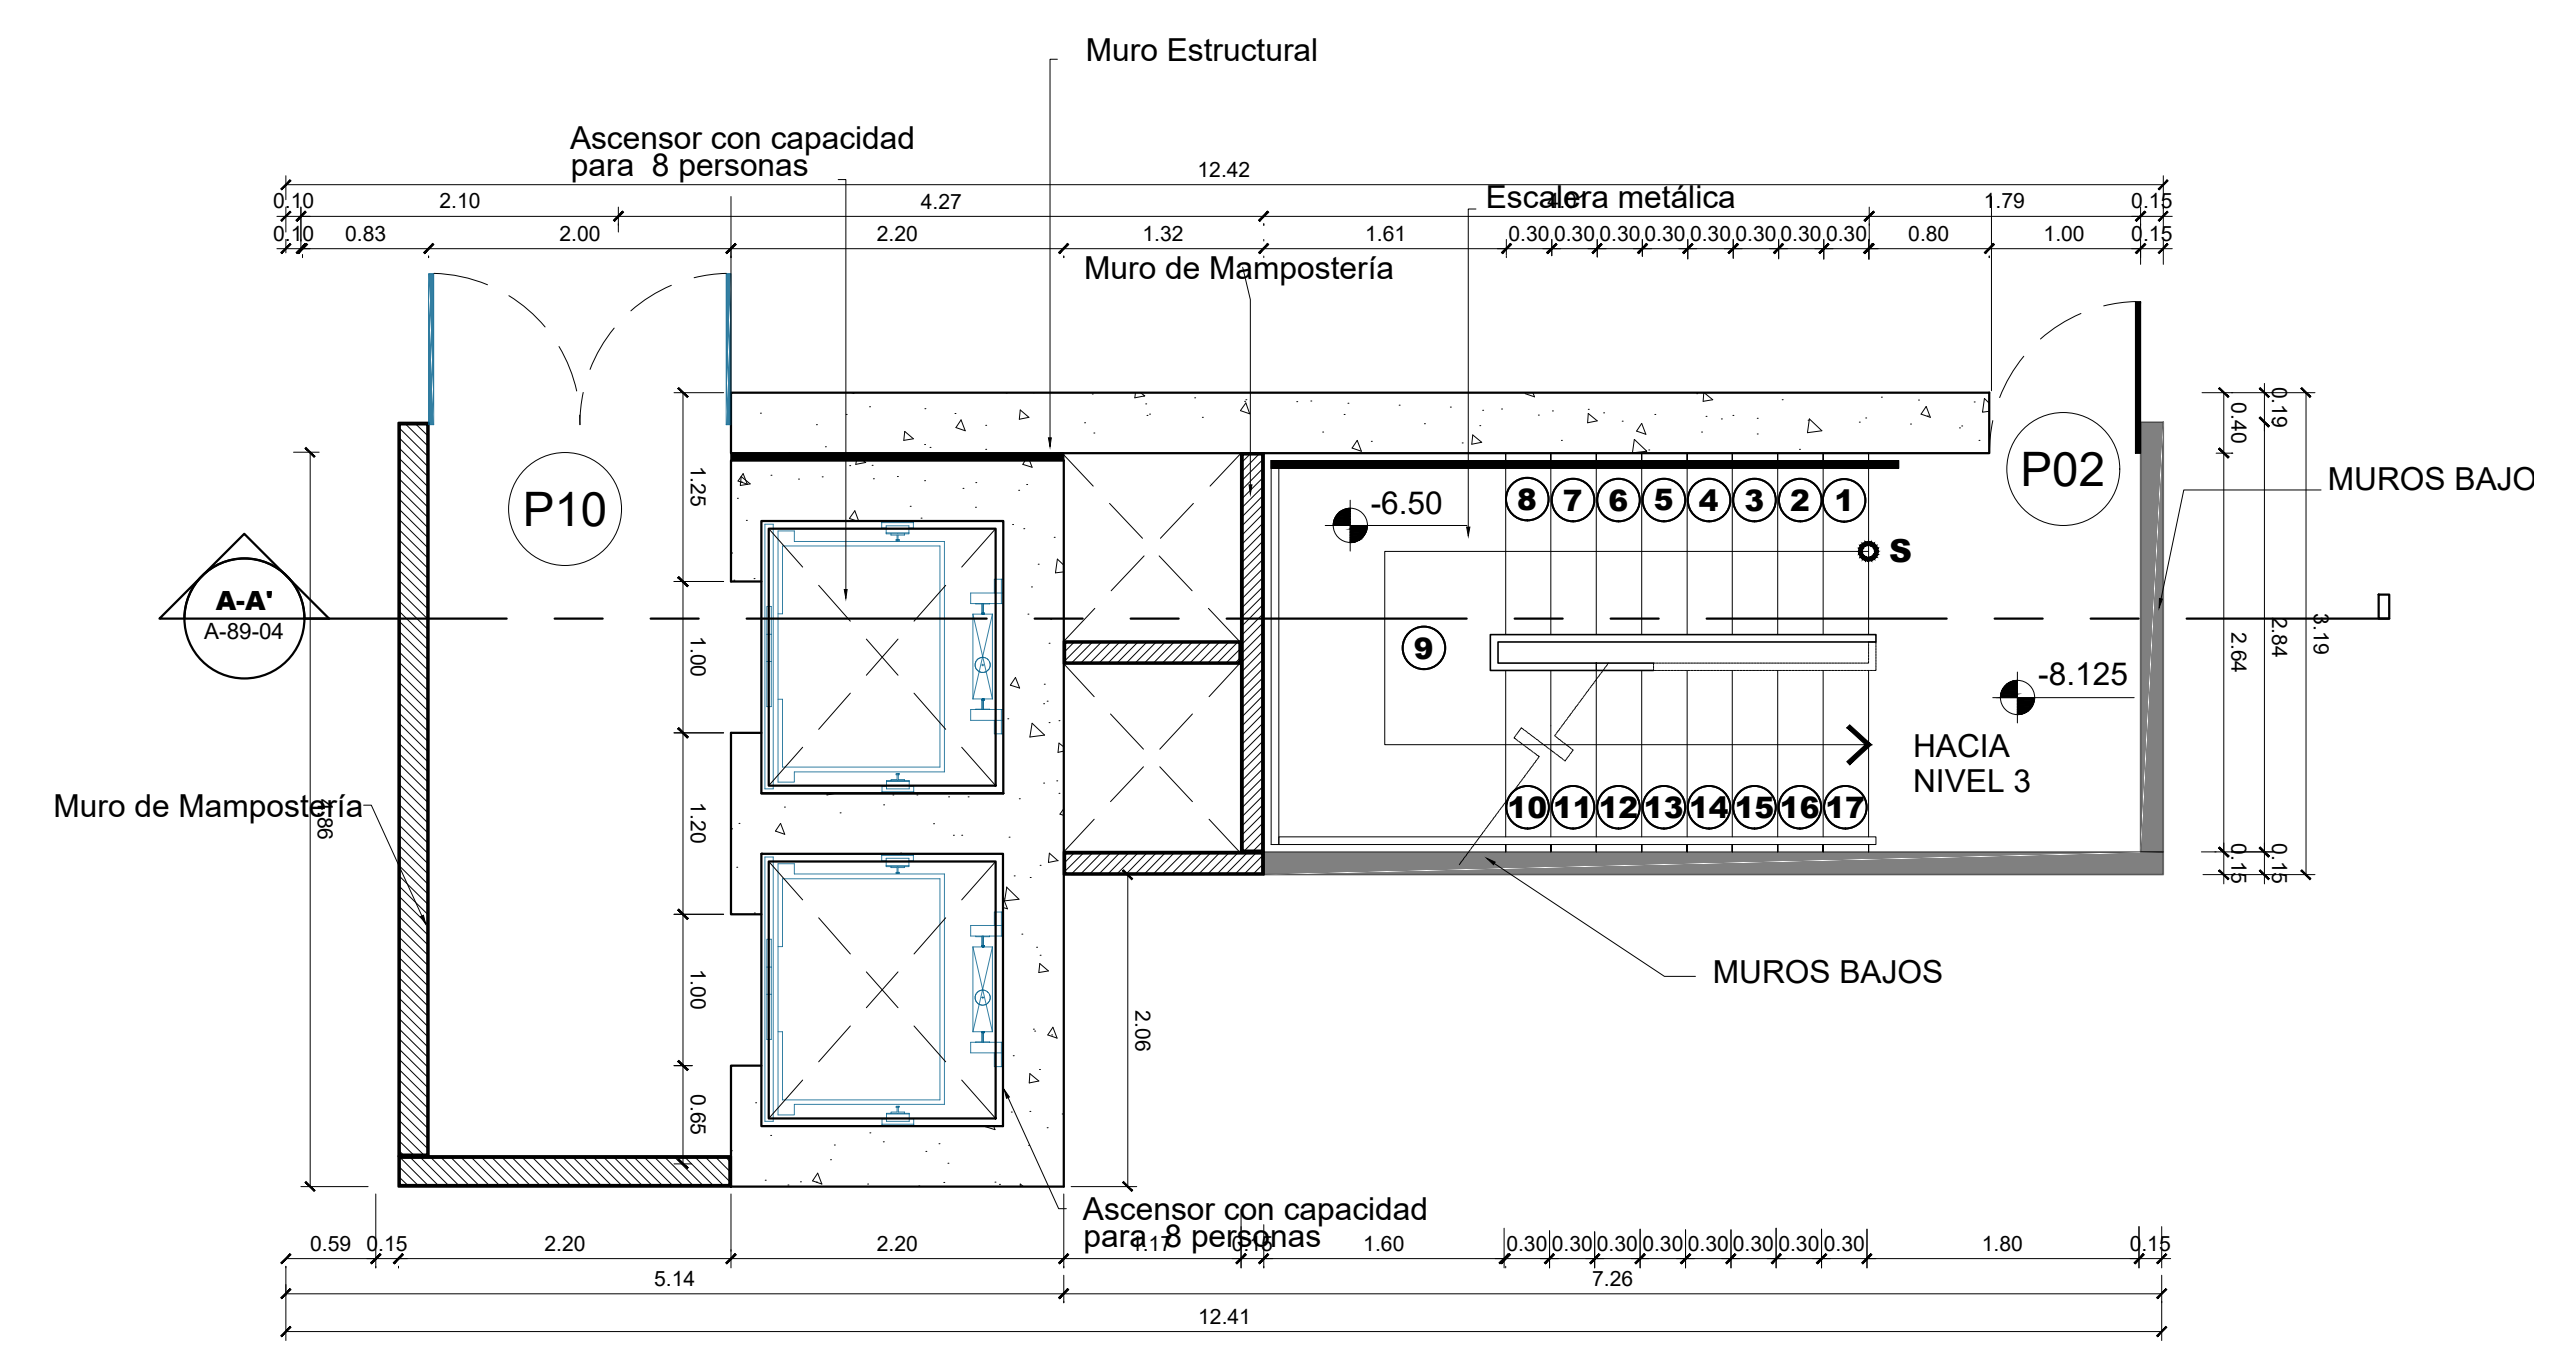 Muro Estructural
Ascensor con capacidad
para 8 personas
12.42
Escalera metálica
0.10 2.10 4.27 1.79 0.15
0.10 0.83 2.00 2.20 1.32 1.61 0.30 0.30 0.30 0.30 0.30 0.30 0.30 0.30 0.80 1.00 0.15
Muro de Mampostería
0.19
0.40
P10
P02
MUROS BAJO
1.25
-6.50
8 7 6 5 4 3 2 1
S
A-A'
A-89-04
1.00
9
3.19
2.84
2.64
-8.125
HACIA
NIVEL 3
Muro de Mampostería
1.20
10 11 12 13 14 15 16 17
0.15 0.15
MUROS BAJOS
1.00
2.06
0.65
Ascensor con capacidad
para 8 personas
0.59 0.15 2.20 2.20 1.17 1.60 0.30 0.30 0.30 0.30 0.30 0.30 0.30 0.30 1.80 0.15
5.14 7.26
12.41